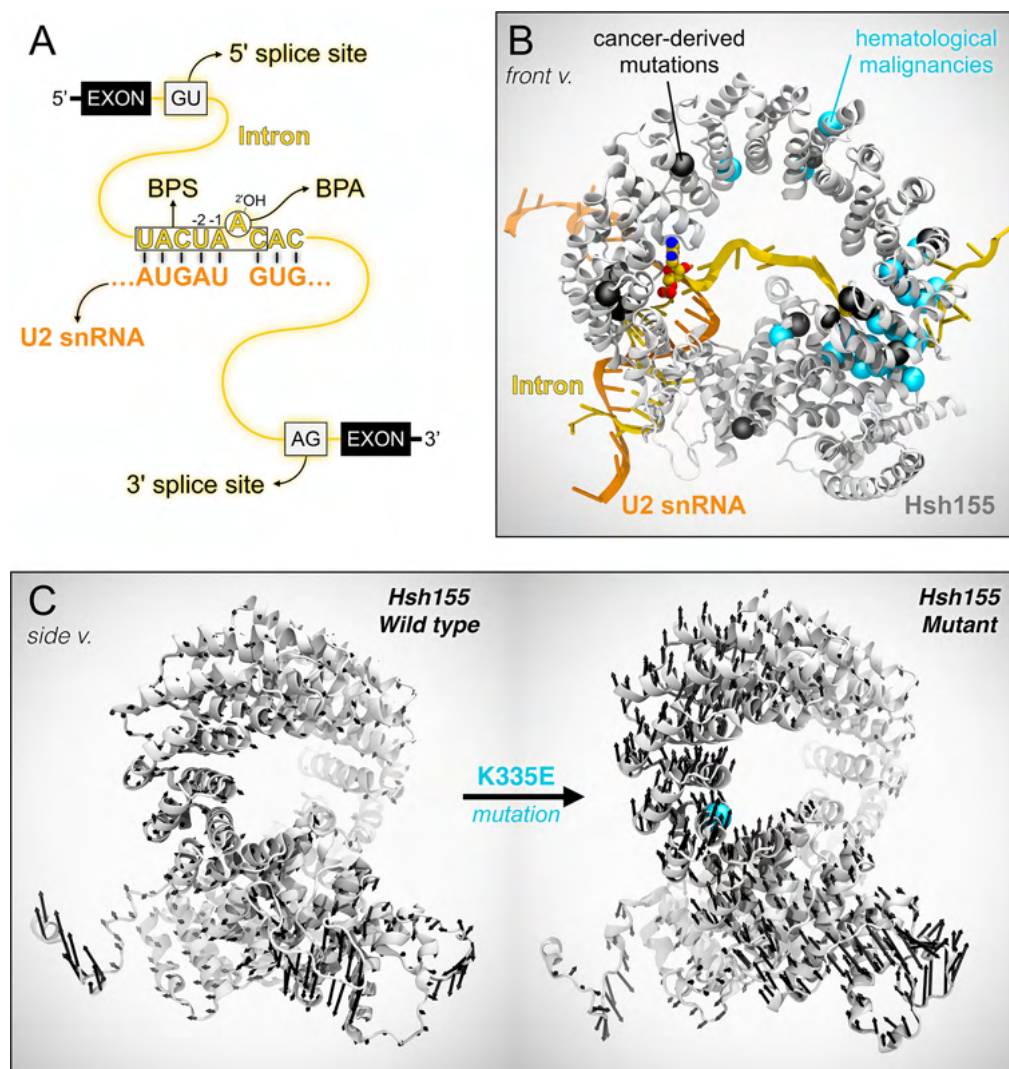 A
5' splice site
5'
EXON
GU
Intron
BPS
-2 -1
2'OH
BPA
UACUA A CAC
...AUGAU GUG...
U2 snRNA
AG
EXON
3'
3' splice site
B
front v.
cancer-derived
mutations
hematological
malignancies
Intron
U2 snRNA
Hsh155
C
side v.
Hsh155
Wild type
K335E
mutation
Hsh155
Mutant